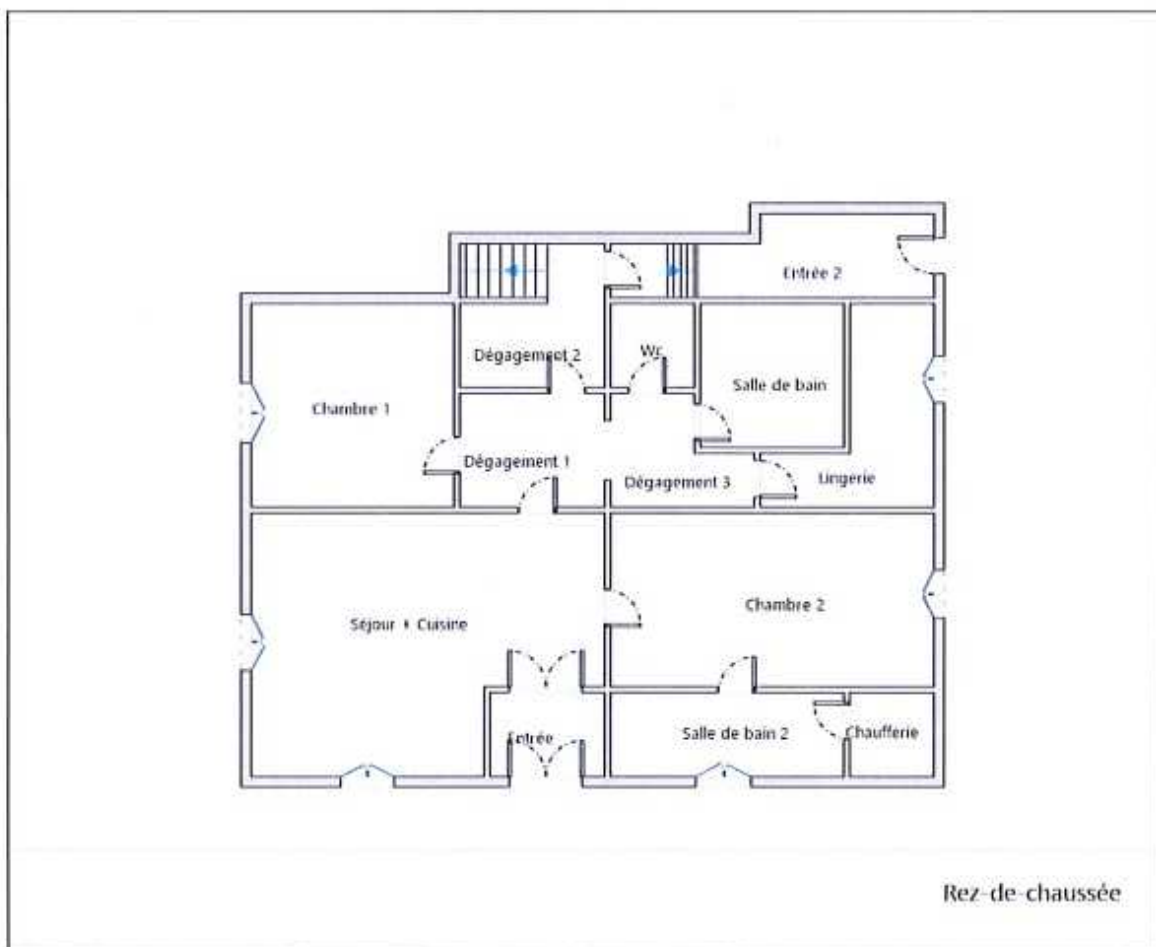 Entrée 2
Dégagement 2
Wc
Salle de bain
Chambre 1
Dégagement 1
Dégagement 3
Lingerie
Chambre 2
Séjour + Cuisine
Entrée
Salle de bain 2
Chaufferie
Rez-de-chaussée